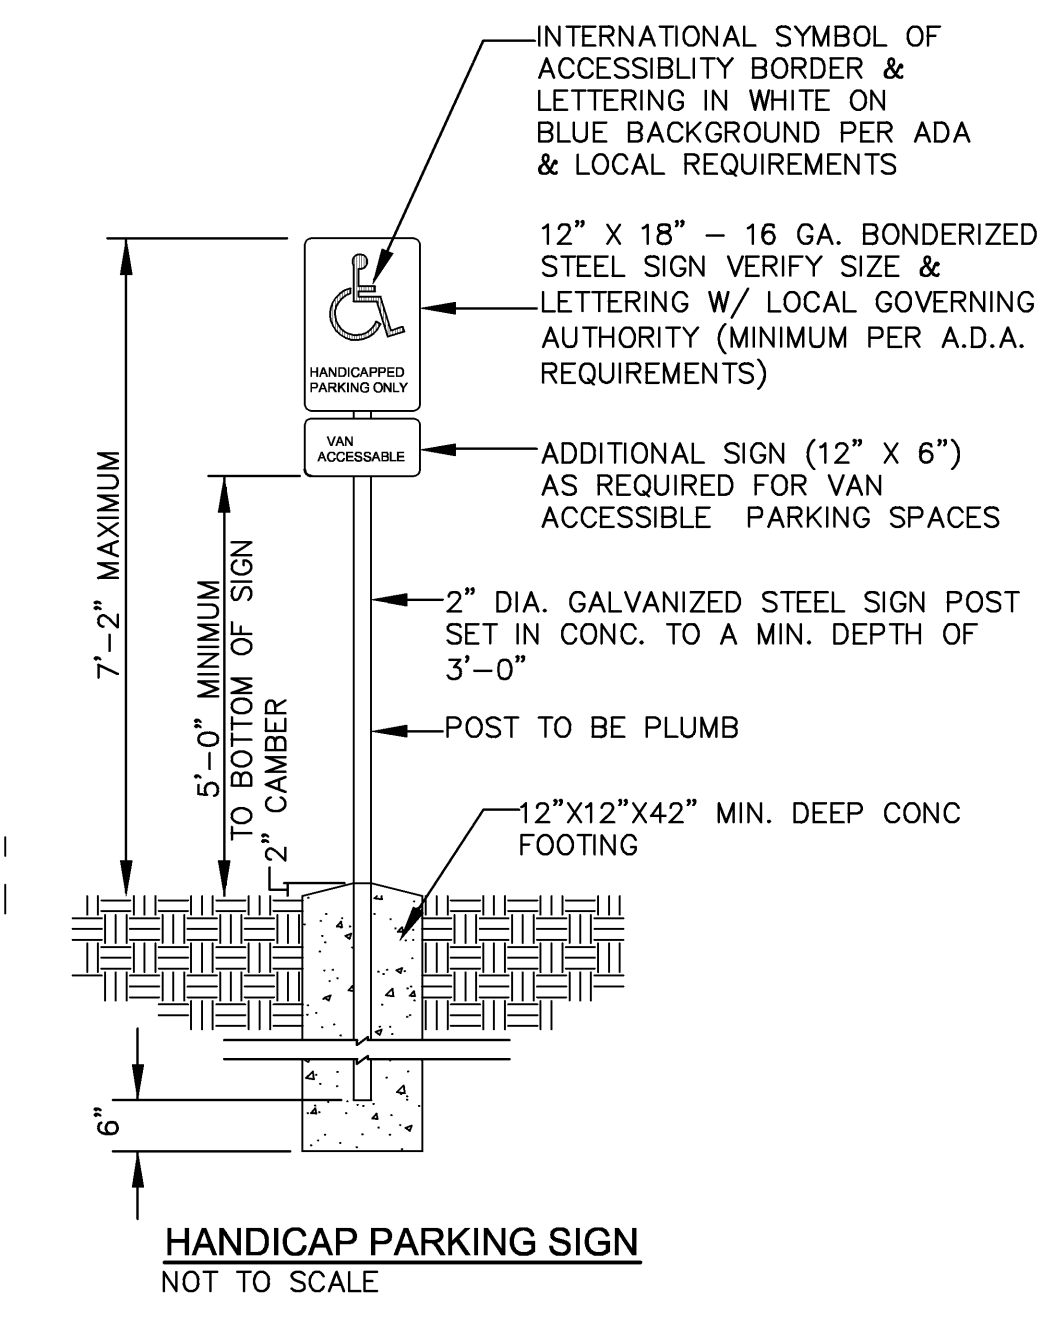 INTERNATIONAL SYMBOL OF
ACCESSIBLITY BORDER &
LETTERING IN WHITE ON
BLUE BACKGROUND PER ADA
& LOCAL REQUIREMENTS
12" X 18" – 16 GA. BONDERIZED
STEEL SIGN VERIFY SIZE &
LETTERING W/ LOCAL GOVERNING
AUTHORITY (MINIMUM PER A.D.A.
REQUIREMENTS)
HANDICAPPED
PARKING ONLY
VAN
ACCESSABLE
ADDITIONAL SIGN (12" X 6")
AS REQUIRED FOR VAN
ACCESSIBLE PARKING SPACES
7'-2" MAXIMUM
5'-0" MINIMUM
TO BOTTOM OF SIGN
2" CAMBER
2" DIA. GALVANIZED STEEL SIGN POST
SET IN CONC. TO A MIN. DEPTH OF
3'-0"
POST TO BE PLUMB
12"X12"X42" MIN. DEEP CONC
FOOTING
6"
HANDICAP PARKING SIGN
NOT TO SCALE